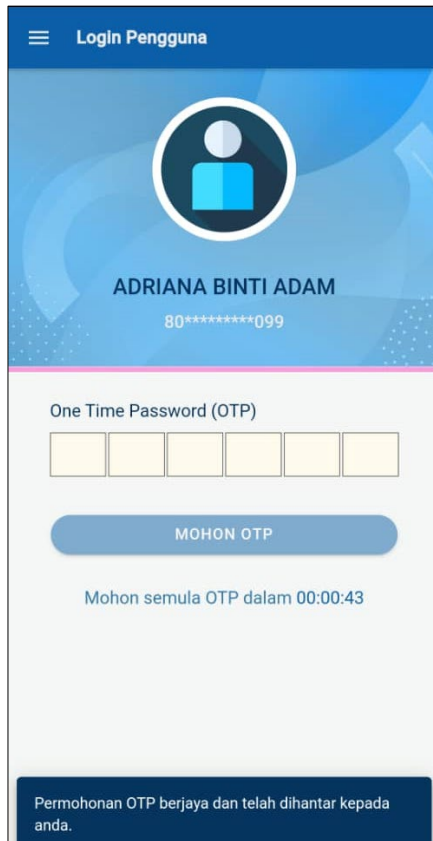 Login Pengguna
ADRIANA BINTI ADAM
80*********099
One Time Password (OTP)
MOHON OTP
Mohon semula OTP dalam 00:00:43
Permohonan OTP berjaya dan telah dihantar kepada
anda.